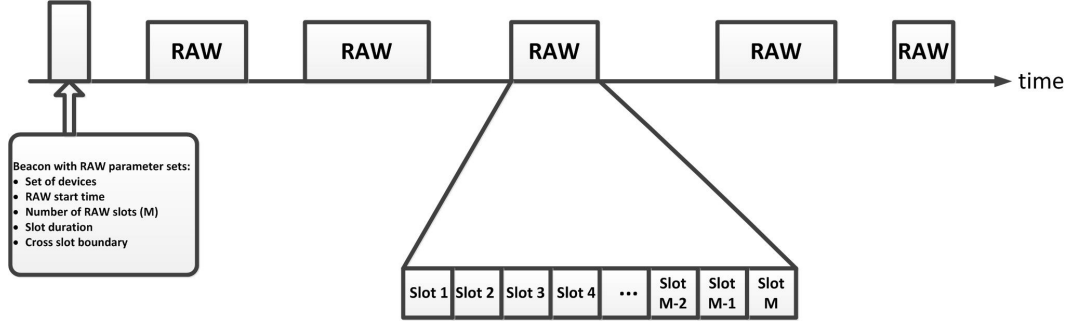 RAW
RAW
RAW
RAW
RAW
time
Beacon with RAW parameter sets:
• Set of devices
• RAW start time
• Number of RAW slots (M)
• Slot duration
• Cross slot boundary
Slot 1
Slot 2
Slot 3
Slot 4
...
Slot
M-2
Slot
M-1
Slot
M